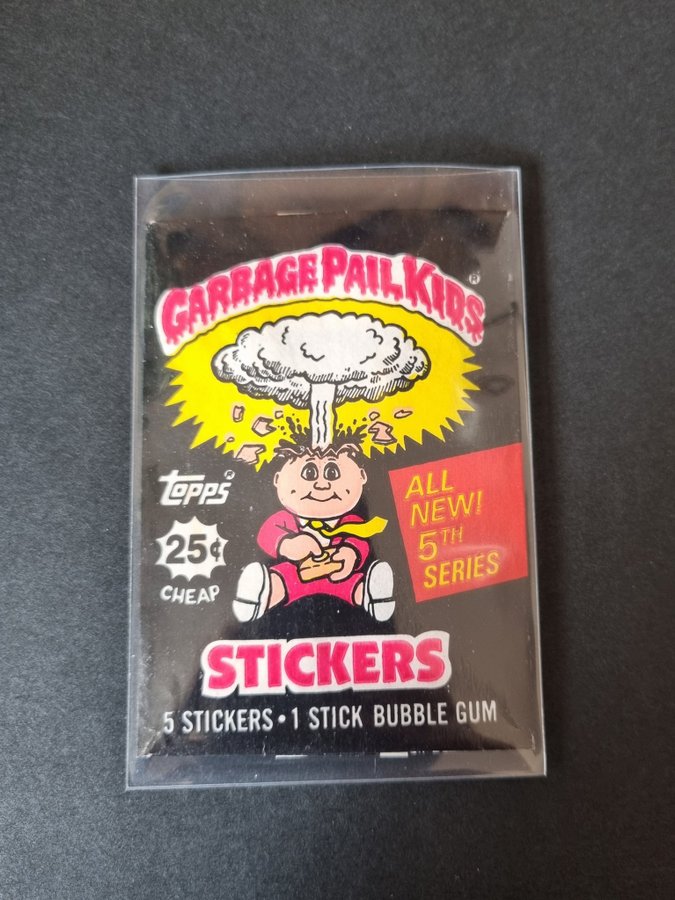 GARBAGE PAIL KIDS®
topps®
25¢
CHEAP
ALL
NEW!
5TH
SERIES
STICKERS
5 STICKERS • 1 STICK BUBBLE GUM